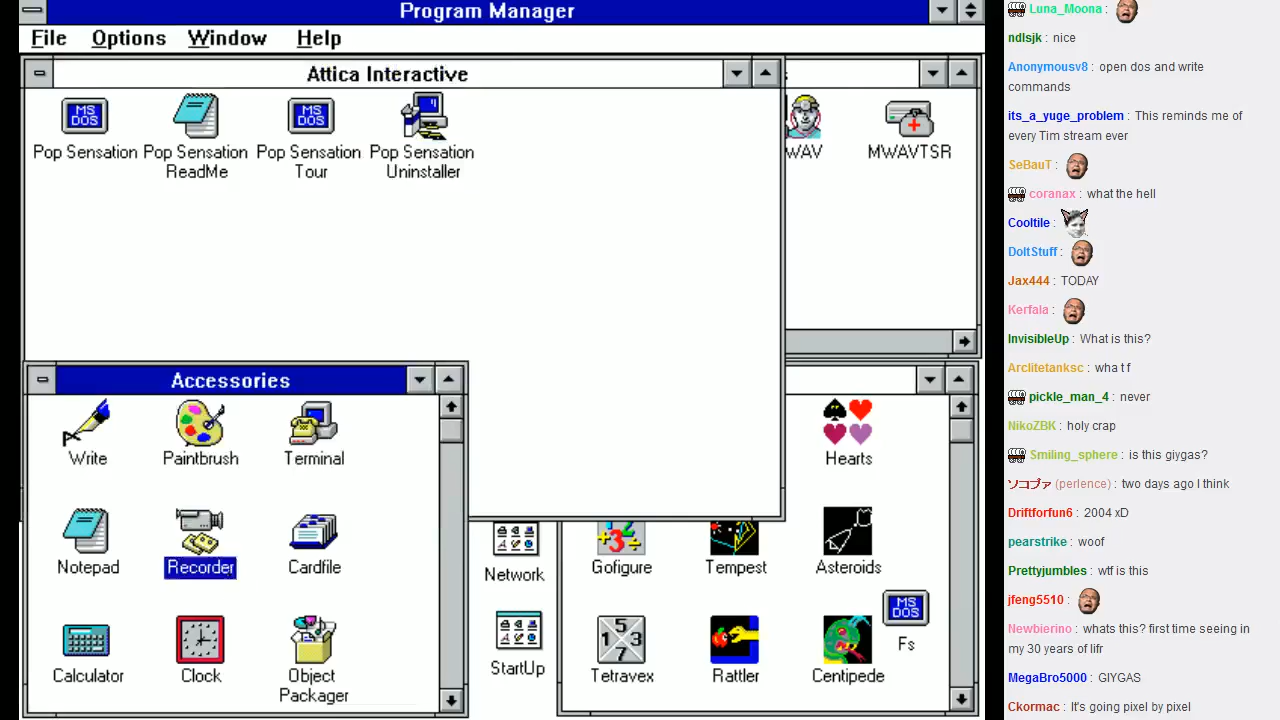 Program Manager
File Options Window Help
Attica Interactive
Pop Sensation
Pop Sensation
ReadMe
Pop Sensation
Tour
Pop Sensation
Uninstaller
WAV
MWAVTSR
Accessories
Write
Paintbrush
Terminal
Notepad
Recorder
Cardfile
Calculator
Clock
Object
Packager
Network
StartUp
Hearts
Gofigure
Tempest
Asteroids
Tetravex
Rattler
Centipede
MS
DOS
Fs
Luna_Moona :
ndlsjk : nice
Anonymousv8 : open dos and write
commands
its_a_yuge_problem : This reminds me of
every Tim stream ever
SeBauT :
coranax : what the hell
Cooltile :
DoltStuff :
Jax444 : TODAY
Kerfala :
InvisibleUp : What is this?
Arclitetanksc : wha t f
pickle_man_4 : never
NikoZBK : holy crap
Smiling_sphere : is this giygas?
ソコプァ (perlence) : two days ago I think
Driftforfun6 : 2004 xD
pearstrike : woof
Prettyjumbles : wtf is this
jfeng5510 :
Newbierino : whats this? first time seeing in
my 30 years of lifr
MegaBro5000 : GIYGAS
Ckormac : It's going pixel by pixel